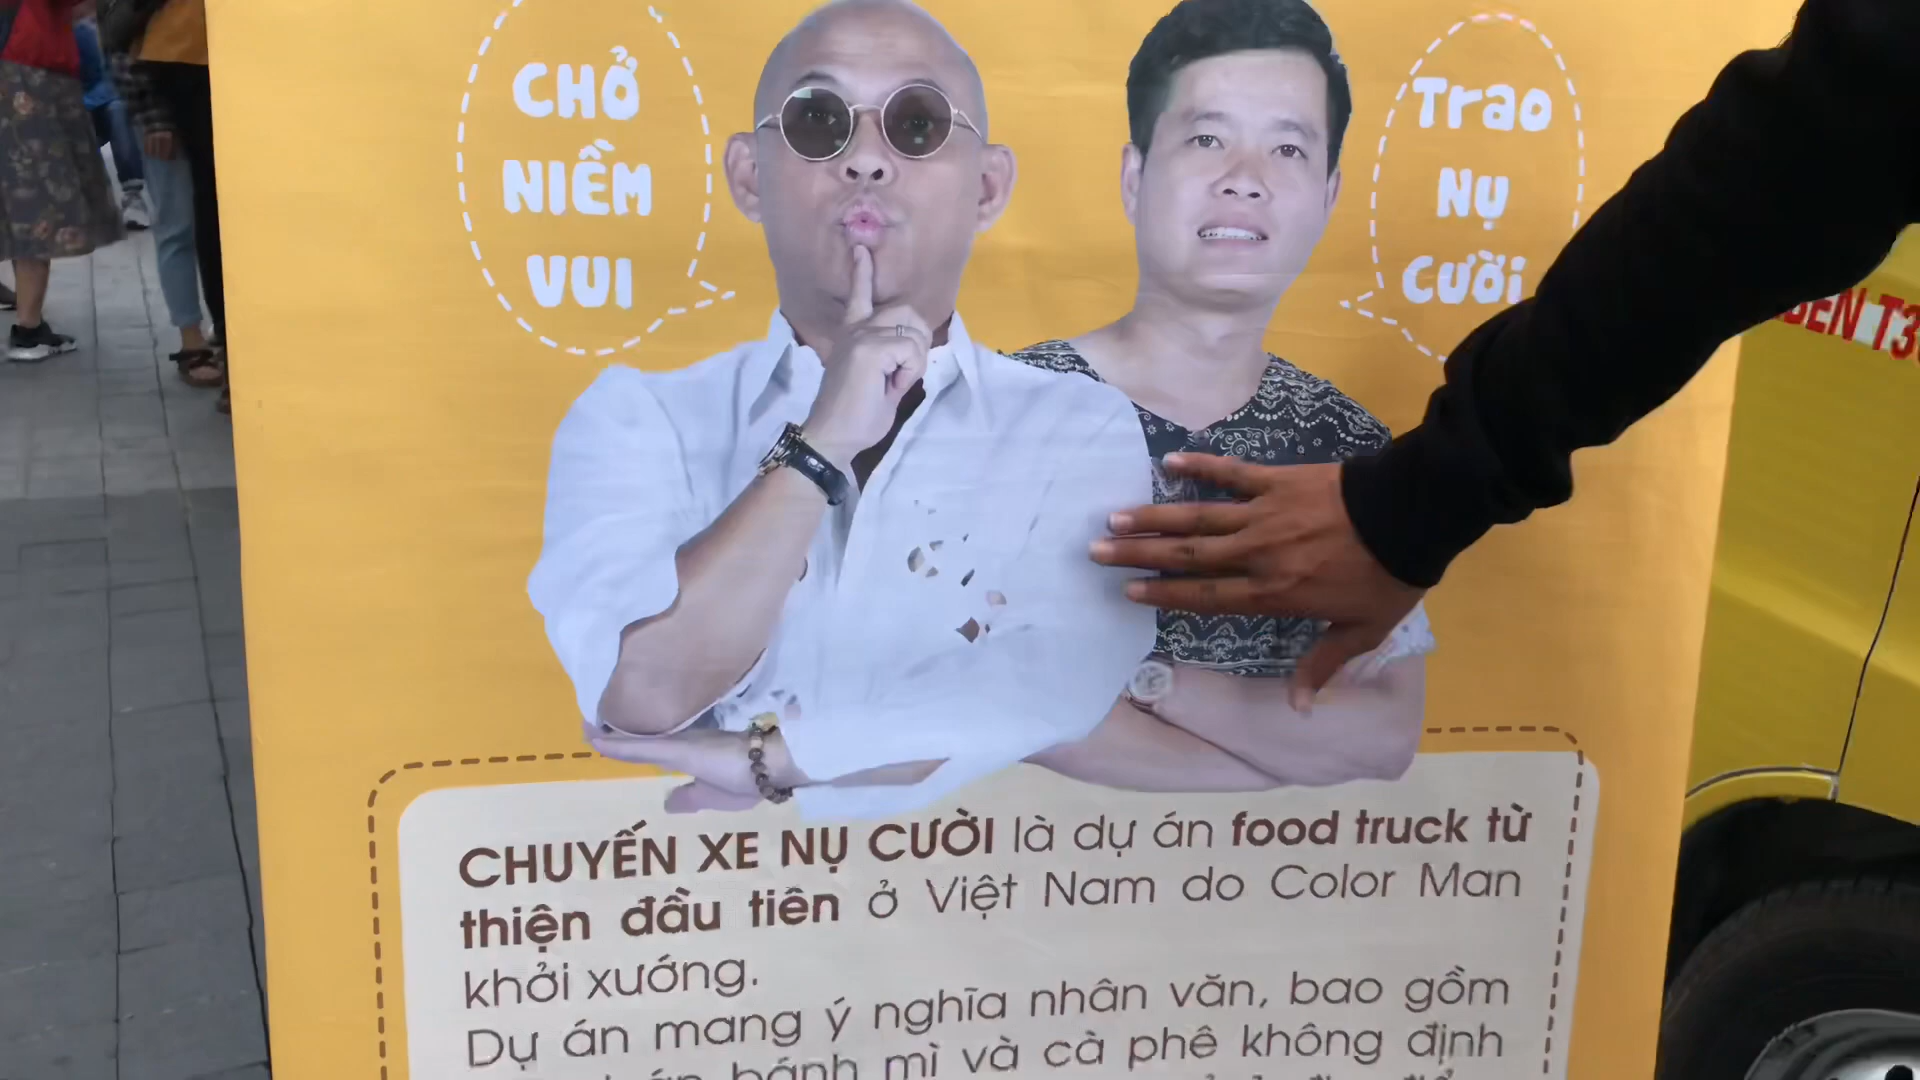 CHỞ
NIỀM
VUI
Trao
Nụ
Cười
DEN T3
CHUYẾN XE NỤ CƯỜI là dự án food truck từ
thiện đầu tiên ở Việt Nam do Color Man
khởi xướng.
Dự án mang ý nghĩa nhân văn, bao gồm
bánh mì và cà phê không định